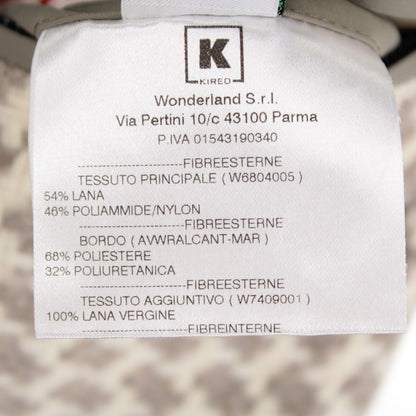 K
KIRED
Wonderland S.r.l.
Via Pertini 10/c 43100 Parma
P.IVA 01543190340
--------------------FIBREESTERNE
TESSUTO PRINCIPALE ( W6804005 )
54% LANA
46% POLIAMMIDE/NYLON
--------------------FIBREESTERNE
BORDO ( AVWRALCANT-MAR )
68% POLIESTERE
32% POLIURETANICA
--------------------FIBREESTERNE
TESSUTO AGGIUNTIVO ( W7409001 )
100% LANA VERGINE
--------------------FIBREINTERNE